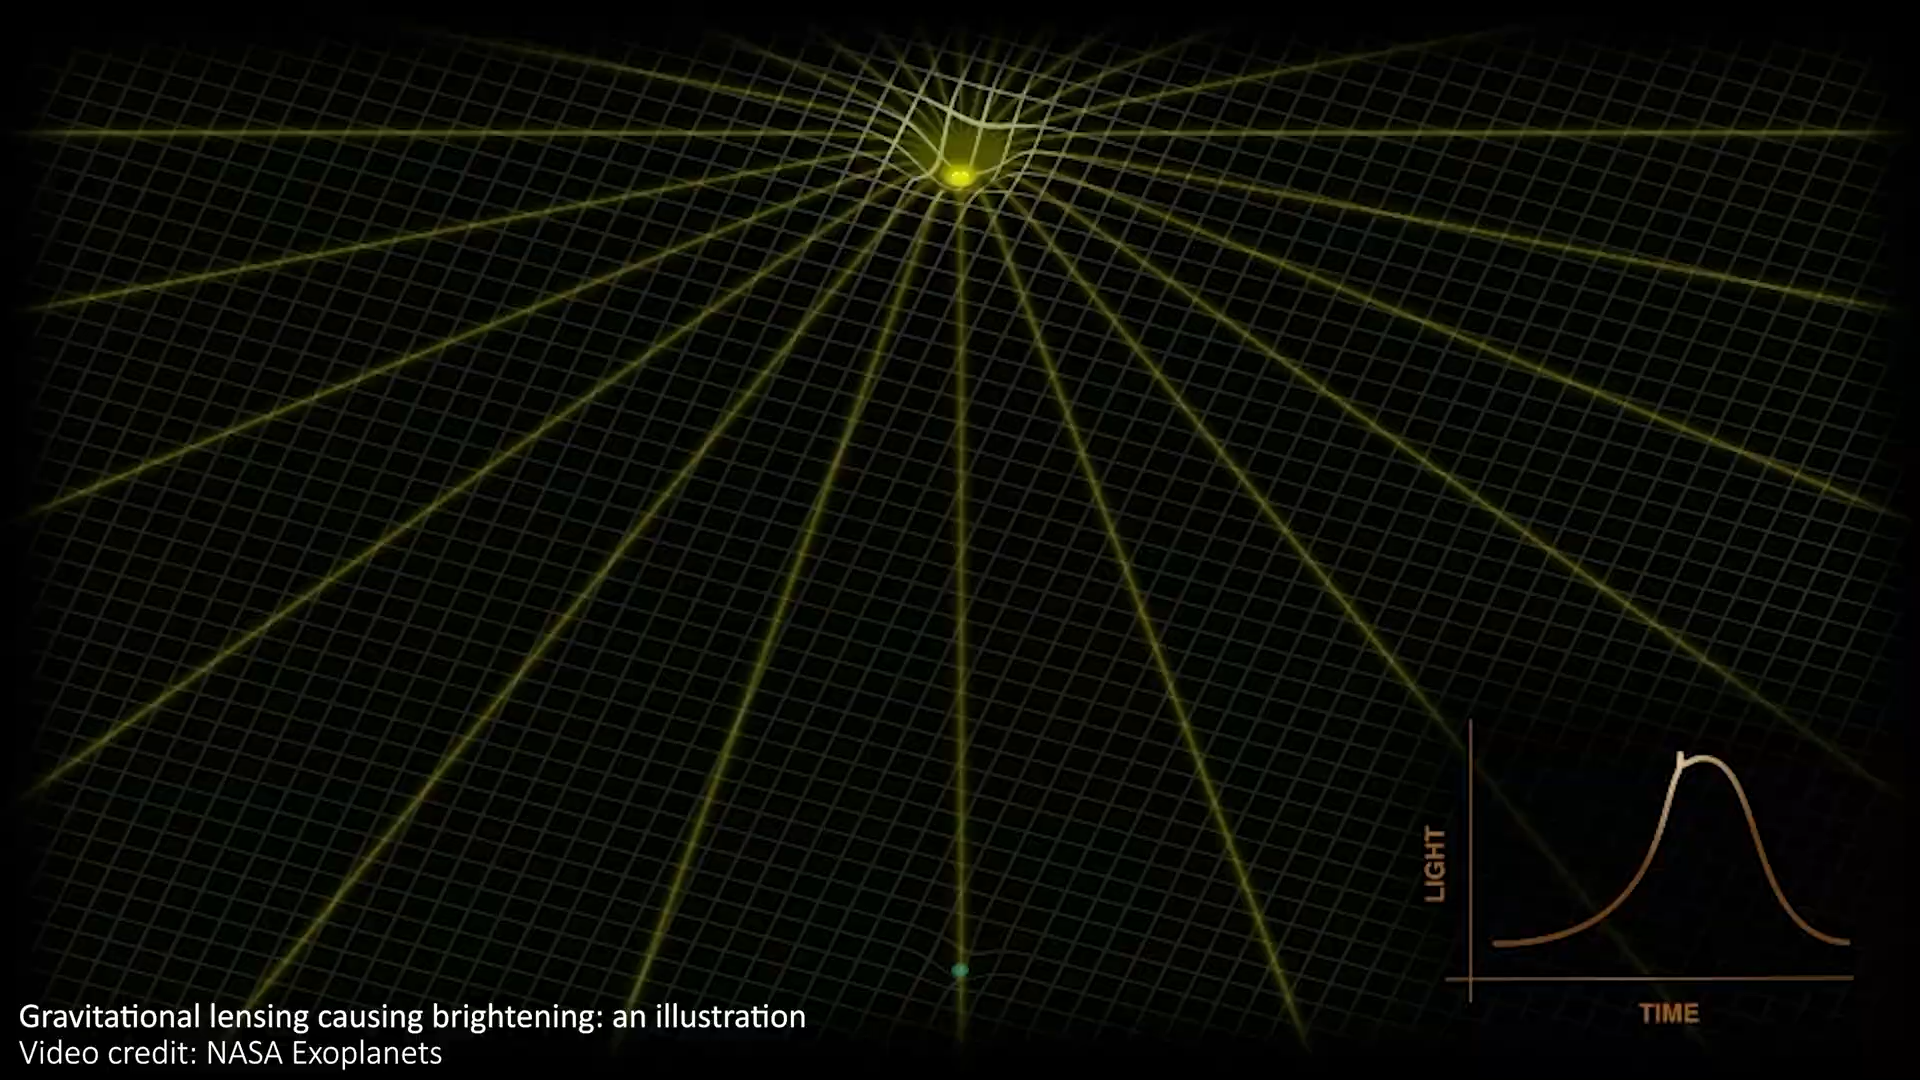 LIGHT
TIME
Gravitational lensing causing brightening: an illustration
Video credit: NASA Exoplanets